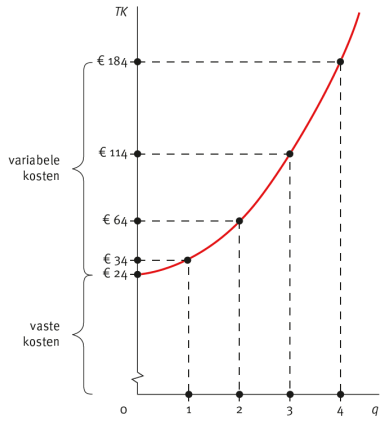 TK
€ 184
€ 114
variabele
kosten
€ 64
€ 34
€ 24
vaste
kosten
0 1 2 3 4 q